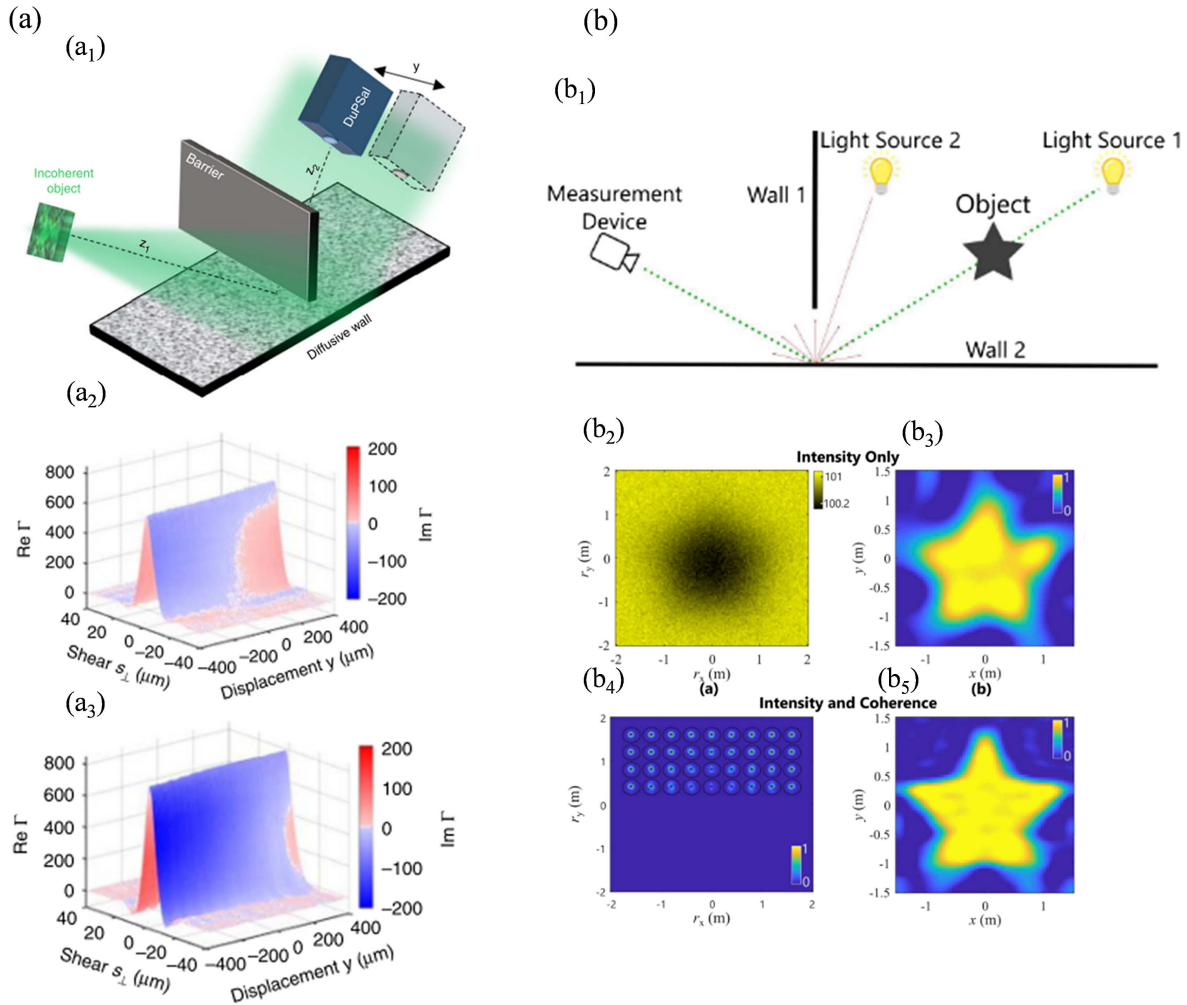 (a)
(a1)
y
DuPSaI
Barrier
z2
Incoherent
object
z1
Diffusive wall
(a2)
800
600
400
200
0
Re Γ
40
20
0
−20
−40
Shear s⊥ (μm)
−400
−200
0
200
400
Displacement y (μm)
200
100
0
−100
−200
Im Γ
(a3)
800
600
400
200
0
Re Γ
40
20
0
−20
−40
Shear s⊥ (μm)
−400
−200
0
200
400
Displacement y (μm)
200
100
0
−100
−200
Im Γ
(b)
(b1)
Light Source 2
Light Source 1
Wall 1
Measurement
Device
Object
Wall 2
(b2)
(b3)
Intensity Only
2
1
0
-1
-2
ry (m)
-2
-1
0
1
2
rx (m)
(a)
101
100.2
1.5
1
0.5
0
-0.5
-1
-1.5
y (m)
-1
0
1
x (m)
(b)
1
0
(b4)
(b5)
Intensity and Coherence
2
1
0
-1
-2
ry (m)
-2
-1
0
1
2
rx (m)
1
0
1.5
1
0.5
0
-0.5
-1
-1.5
y (m)
-1
0
1
x (m)
1
0